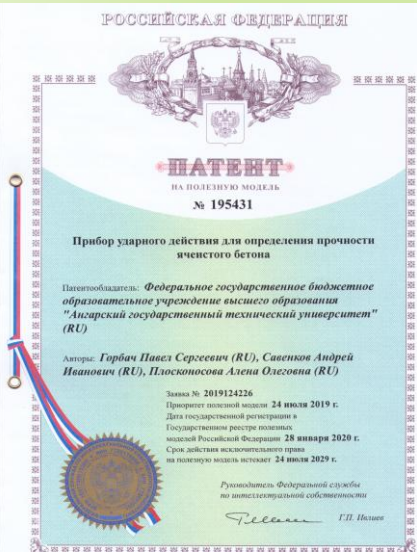 РОССИЙСКАЯ ФЕДЕРАЦИЯ
ПАТЕНТ
НА ПОЛЕЗНУЮ МОДЕЛЬ
№ 195431
Прибор ударного действия для определения прочности
ячеистого бетона
Патентообладатель: Федеральное государственное бюджетное
образовательное учреждение высшего образования
"Ангарский государственный технический университет"
(RU)
Авторы: Горбач Павел Сергеевич (RU), Савенков Андрей
Иванович (RU), Плосконосова Алена Олеговна (RU)
Заявка № 2019124226
Приоритет полезной модели 24 июля 2019 г.
Дата государственной регистрации в
Государственном реестре полезных
моделей Российской Федерации 28 января 2020 г.
Срок действия исключительного права
на полезную модель истекает 24 июля 2029 г.
Руководитель Федеральной службы
по интеллектуальной собственности
Г.П. Ивлиев